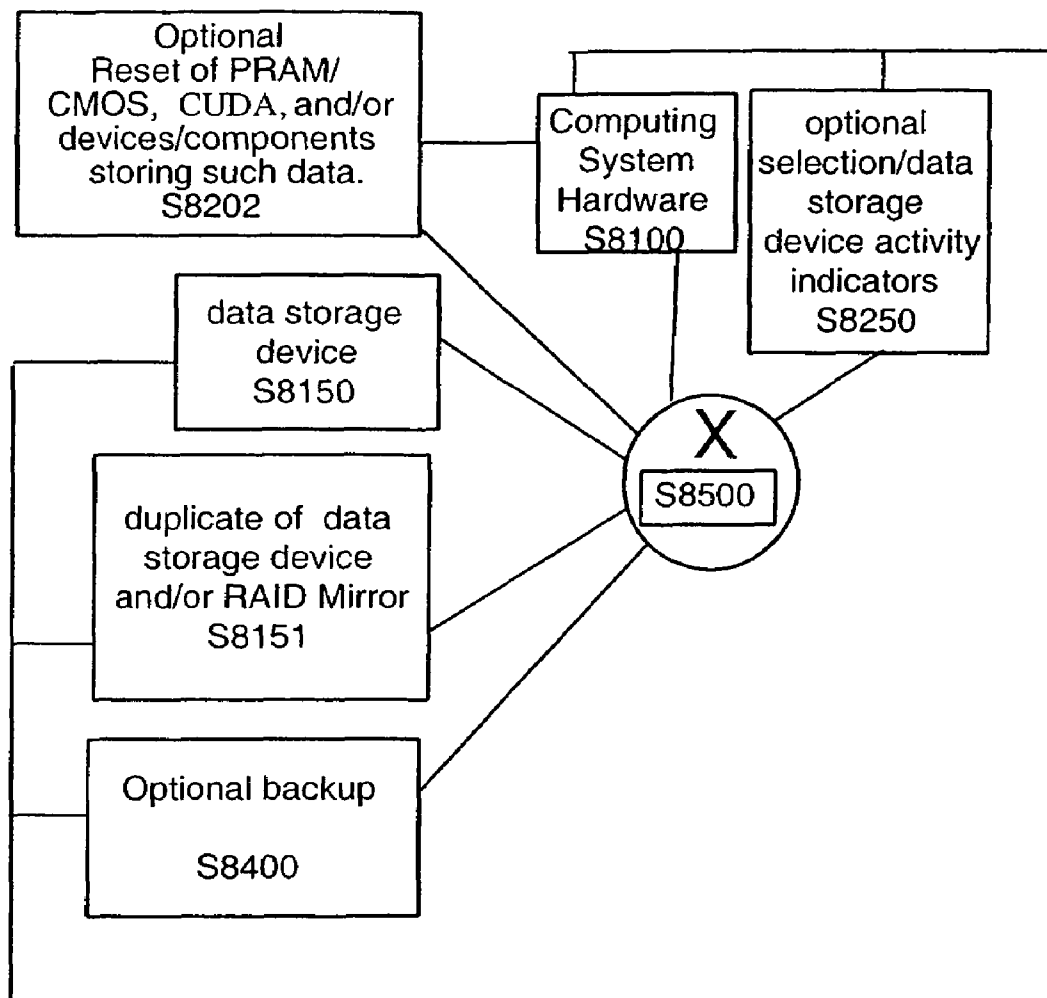 Optional
Reset of PRAM/
CMOS, CUDA, and/or
devices/components
storing such data.
S8202
Computing
System
Hardware
S8100
optional
selection/data
storage
device activity
indicators
S8250
data storage
device
S8150
X
S8500
duplicate of data
storage device
and/or RAID Mirror
S8151
Optional backup
S8400